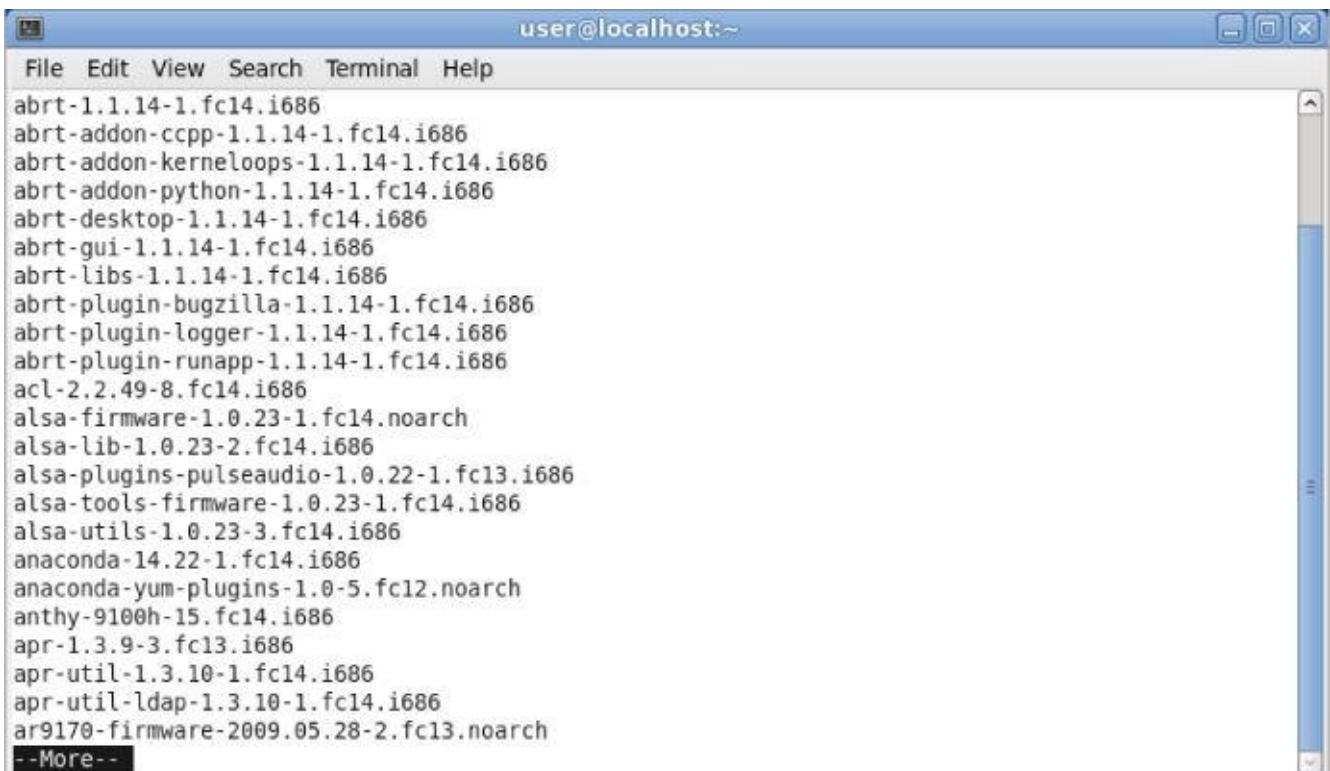 user@localhost:~
File Edit View Search Terminal Help
abrt-1.1.14-1.fc14.i686
abrt-addon-ccpp-1.1.14-1.fc14.i686
abrt-addon-kerneloops-1.1.14-1.fc14.i686
abrt-addon-python-1.1.14-1.fc14.i686
abrt-desktop-1.1.14-1.fc14.i686
abrt-gui-1.1.14-1.fc14.i686
abrt-libs-1.1.14-1.fc14.i686
abrt-plugin-bugzilla-1.1.14-1.fc14.i686
abrt-plugin-logger-1.1.14-1.fc14.i686
abrt-plugin-runapp-1.1.14-1.fc14.i686
acl-2.2.49-8.fc14.i686
alsa-firmware-1.0.23-1.fc14.noarch
alsa-lib-1.0.23-2.fc14.i686
alsa-plugins-pulseaudio-1.0.22-1.fc13.i686
alsa-tools-firmware-1.0.23-1.fc14.i686
alsa-utils-1.0.23-3.fc14.i686
anaconda-14.22-1.fc14.i686
anaconda-yum-plugins-1.0-5.fc12.noarch
anthy-9100h-15.fc14.i686
apr-1.3.9-3.fc13.i686
apr-util-1.3.10-1.fc14.i686
apr-util-ldap-1.3.10-1.fc14.i686
ar9170-firmware-2009.05.28-2.fc13.noarch
--More--